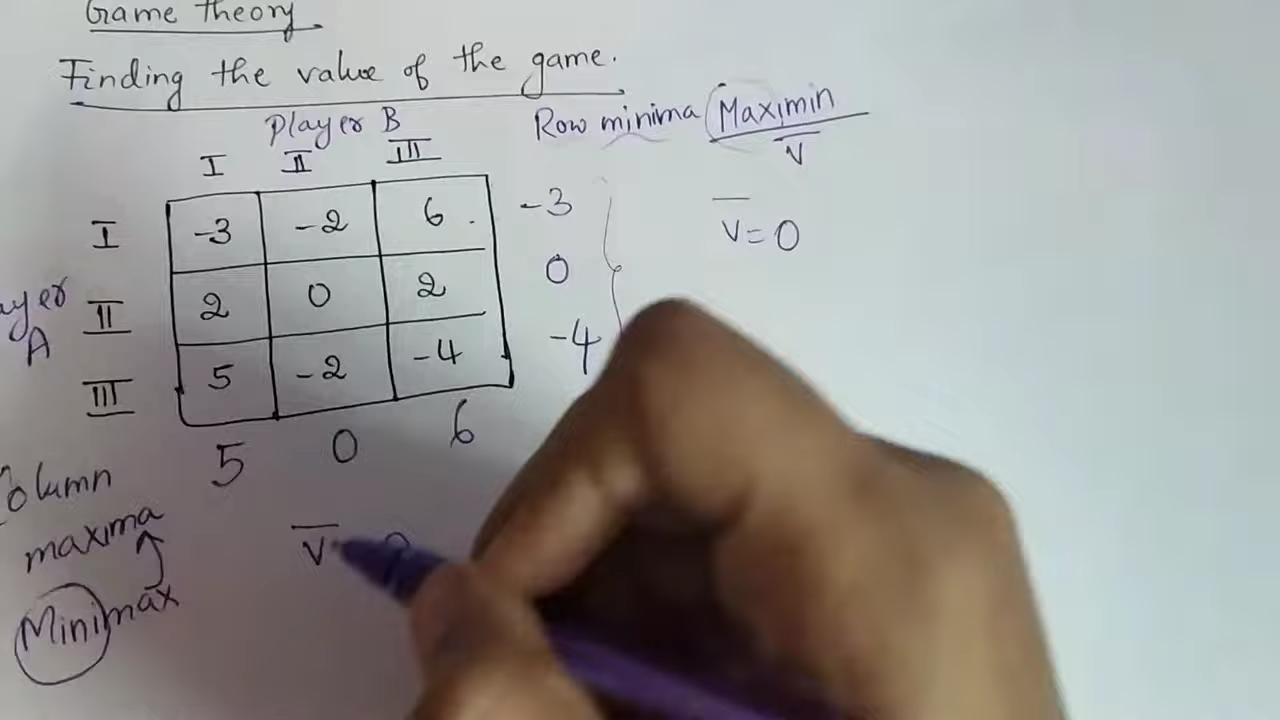 Game theory
Finding the value of the game.
Player B
Row minima Maximin
V̅
I II III
I -3 -2 6 -3
V̅ = 0
II 2 0 2 0
A
III 5 -2 -4 -4
5 0 6
maxima
V̅
Minimax